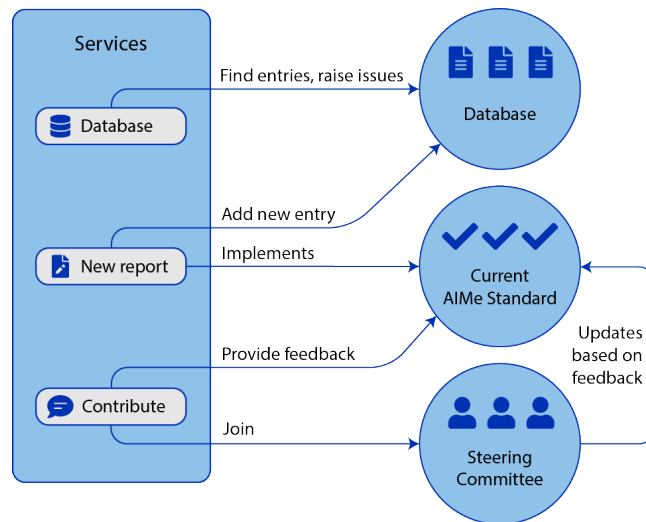 Services
Find entries, raise issues
Database
Database
Add new entry
Implements
New report
Current
AIMe Standard
Updates
based on
feedback
Provide feedback
Contribute
Join
Steering
Committee